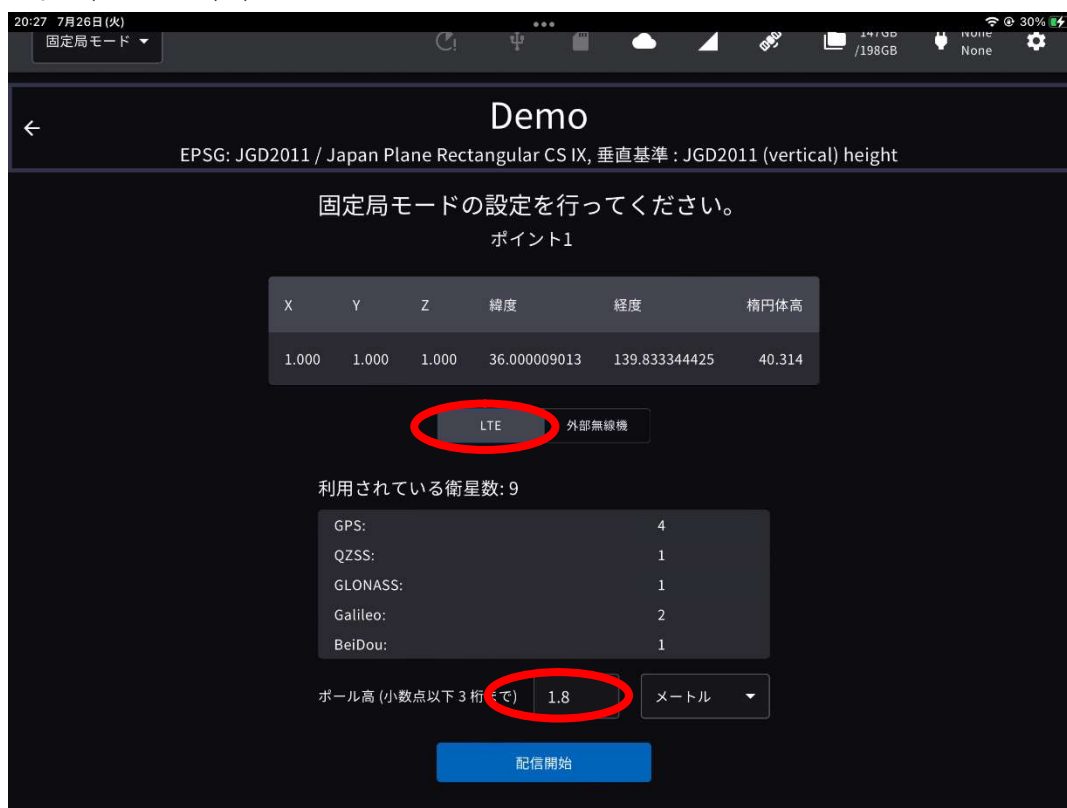 20:27 7月26日(火)
30%
固定局モード
147GB
/198GB
None
None
Demo
EPSG: JGD2011 / Japan Plane Rectangular CS IX, 垂直基準 : JGD2011 (vertical) height
固定局モードの設定を行ってください。
ポイント1
X Y Z 緯度 経度 楕円体高
1.000 1.000 1.000 36.000009013 139.833344425 40.314
LTE 外部無線機
利用されている衛星数: 9
GPS: 4
QZSS: 1
GLONASS: 1
Galileo: 2
BeiDou: 1
ポール高 (小数点以下 3 桁まで) 1.8 メートル
配信開始